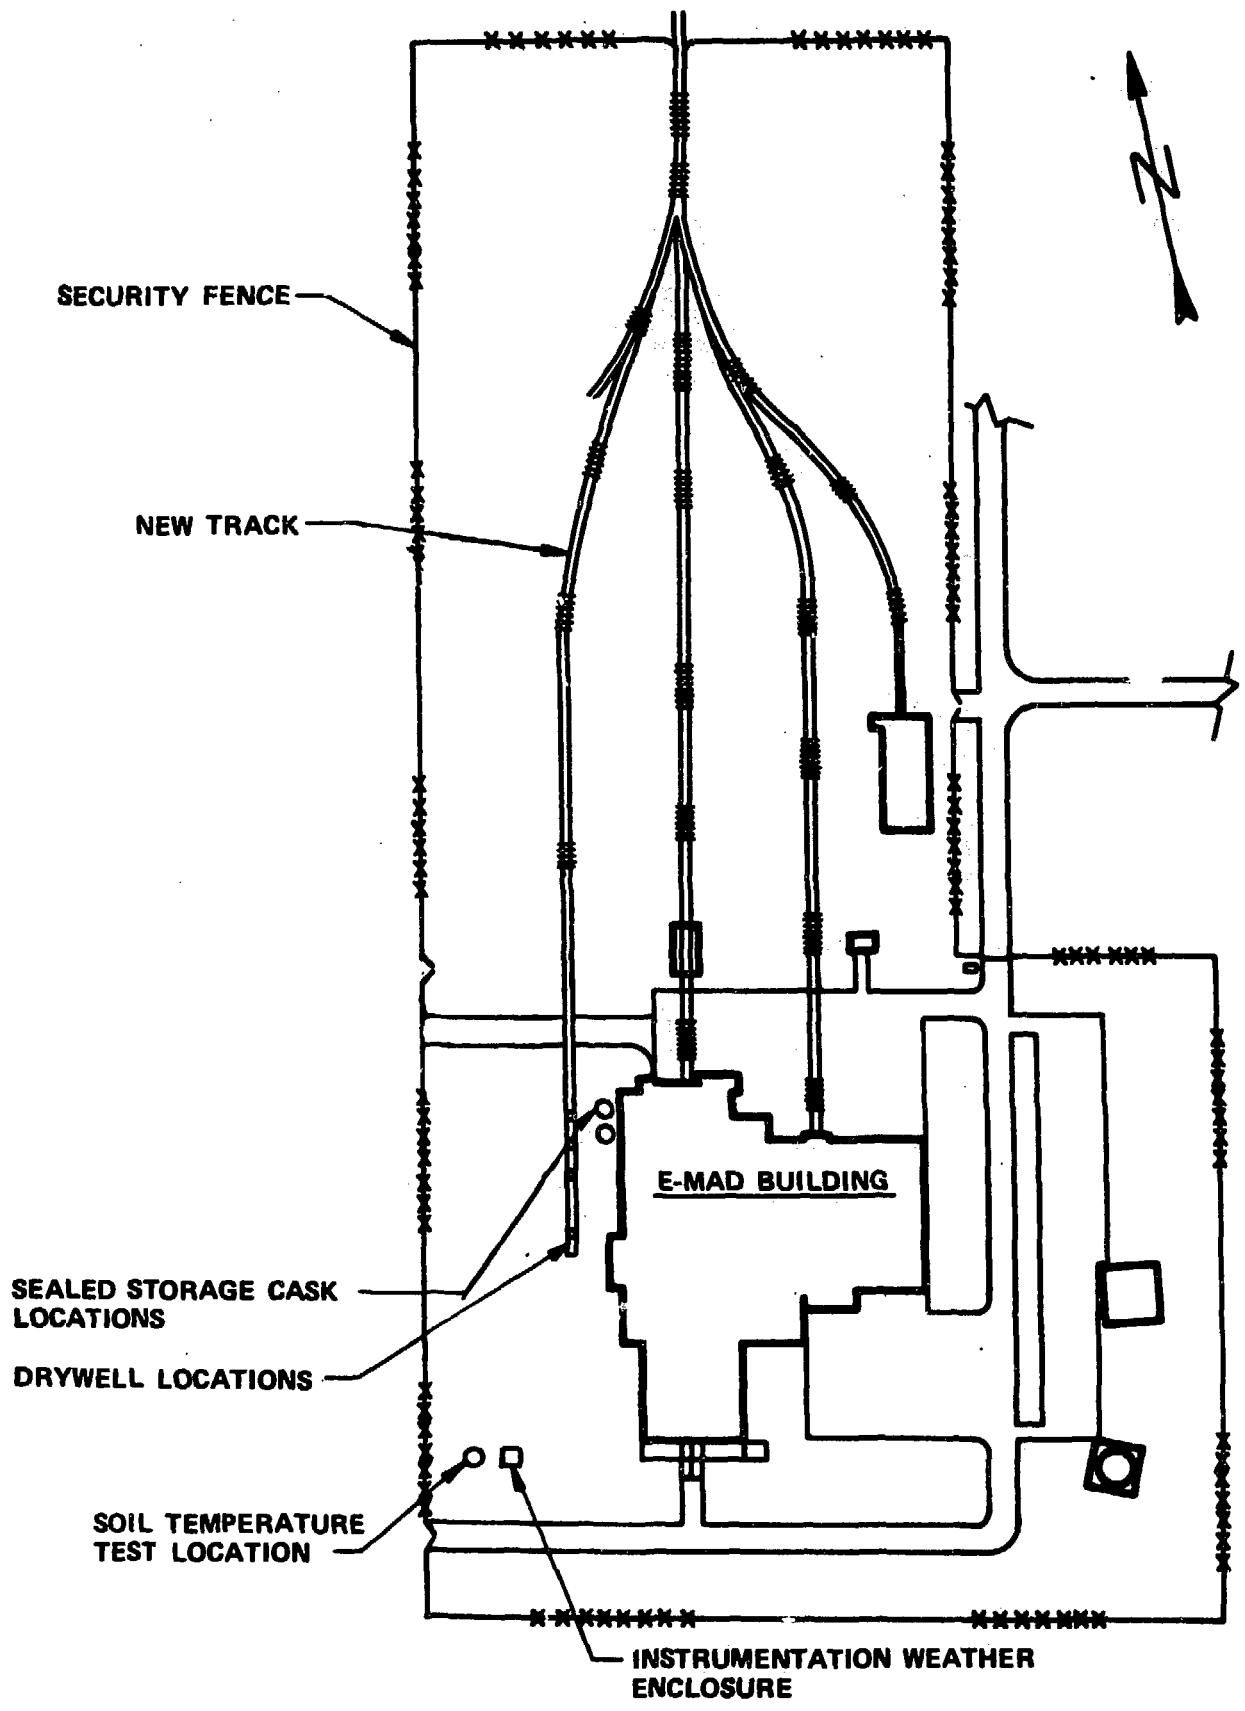 N
SECURITY FENCE
NEW TRACK
E-MAD BUILDING
SEALED STORAGE CASK
LOCATIONS
DRYWELL LOCATIONS
SOIL TEMPERATURE
TEST LOCATION
INSTRUMENTATION WEATHER
ENCLOSURE